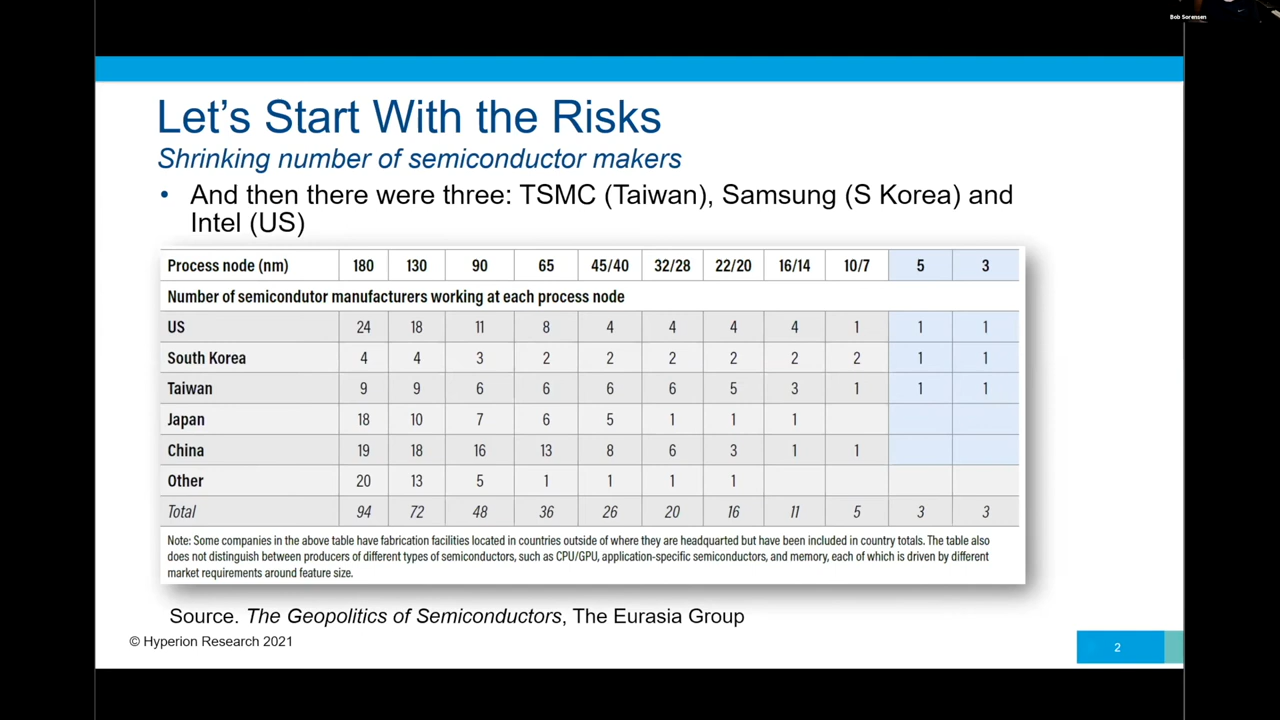 Bob Sorensen
Let's Start With the Risks
Shrinking number of semiconductor makers
• And then there were three: TSMC (Taiwan), Samsung (S Korea) and
Intel (US)
Process node (nm) 180 130 90 65 45/40 32/28 22/20 16/14 10/7 5 3
Number of semicondutor manufacturers working at each process node
US 24 18 11 8 4 4 4 4 1 1 1
South Korea 4 4 3 2 2 2 2 2 2 1 1
Taiwan 9 9 6 6 6 6 5 3 1 1 1
Japan 18 10 7 6 5 1 1 1
China 19 18 16 13 8 6 3 1 1
Other 20 13 5 1 1 1 1
Total 94 72 48 36 26 20 16 11 5 3 3
Note: Some companies in the above table have fabrication facilities located in countries outside of where they are headquarted but have been included in country totals. The table also
does not distinguish between producers of different types of semiconductors, such as CPU/GPU, application-specific semiconductors, and memory, each of which is driven by different
market requirements around feature size.
Source. The Geopolitics of Semiconductors, The Eurasia Group
© Hyperion Research 2021
2